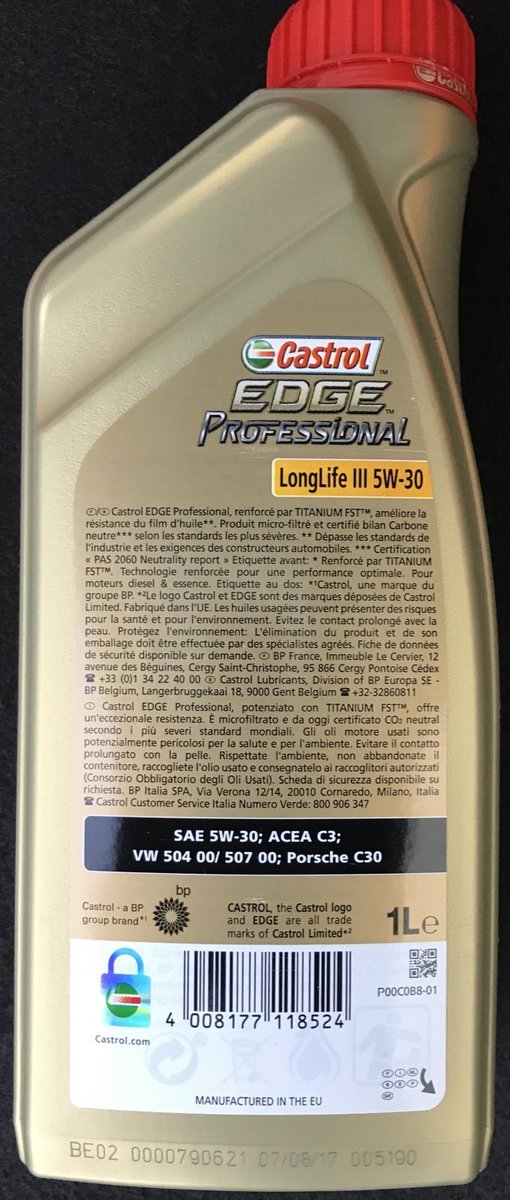 Castrol
Castrol
EDGE
PROFESSIONAL
LongLife III 5W-30
Castrol EDGE Professional, renforcé par TITANIUM FST™, améliore la
résistance du film d'huile**. Produit micro-filtré et certifié bilan Carbone
neutre*** selon les standards les plus sévères. ** Dépasse les standards de
l'industrie et les exigences des constructeurs automobiles. *** Certification
« PAS 2060 Neutrality report » Etiquette avant: * Renforcé par TITANIUM
FST™. Technologie renforcée pour une performance optimale. Pour
moteurs diesel & essence. Etiquette au dos: *¹Castrol, une marque du
groupe BP. *²Le logo Castrol et EDGE sont des marques déposées de Castrol
Limited. Fabriqué dans l'UE. Les huiles usagées peuvent présenter des risques
pour la santé et pour l'environnement. Evitez le contact prolongé avec la
peau. Protégez l'environnement: L'élimination du produit et de son
emballage doit être effectuée par des spécialistes agréés. Fiche de données
de sécurité disponible sur demande. BP France, Immeuble Le Cervier, 12
avenue des Béguines, Cergy Saint-Christophe, 95 866 Cergy Pontoise Cédex
☎ +33 (0)1 34 22 40 00 Castrol Lubricants, Division of BP Europa SE -
BP Belgium, Langerbruggekaai 18, 9000 Gent Belgium ☎ +32-32860811
Castrol EDGE Professional, potenziato con TITANIUM FST™, offre
un'eccezionale resistenza. È microfiltrato e da oggi certificato CO₂ neutral
secondo i più severi standard mondiali. Gli oli motore usati sono
potenzialmente pericolosi per la salute e per l'ambiente. Evitare il contatto
prolungato con la pelle. Rispettate l'ambiente, non abbandonate il
contenitore, raccogliete l'olio usato e consegnatelo ai raccoglitori autorizzati
(Consorzio Obbligatorio degli Oli Usati). Scheda di sicurezza disponibile su
richiesta. BP Italia SPA, Via Verona 12/14, 20010 Cornaredo, Milano, Italia
☎ Castrol Customer Service Italia Numero Verde: 800 906 347
SAE 5W-30; ACEA C3;
VW 504 00/ 507 00; Porsche C30
bp
Castrol - a BP
group brand*¹
CASTROL, the Castrol logo
and EDGE are all trade
marks of Castrol Limited*²
1L e
P00C0B8-01
4 008177 118524
Castrol.com
MANUFACTURED IN THE EU
BE02 0000790621 07/08/17 005190